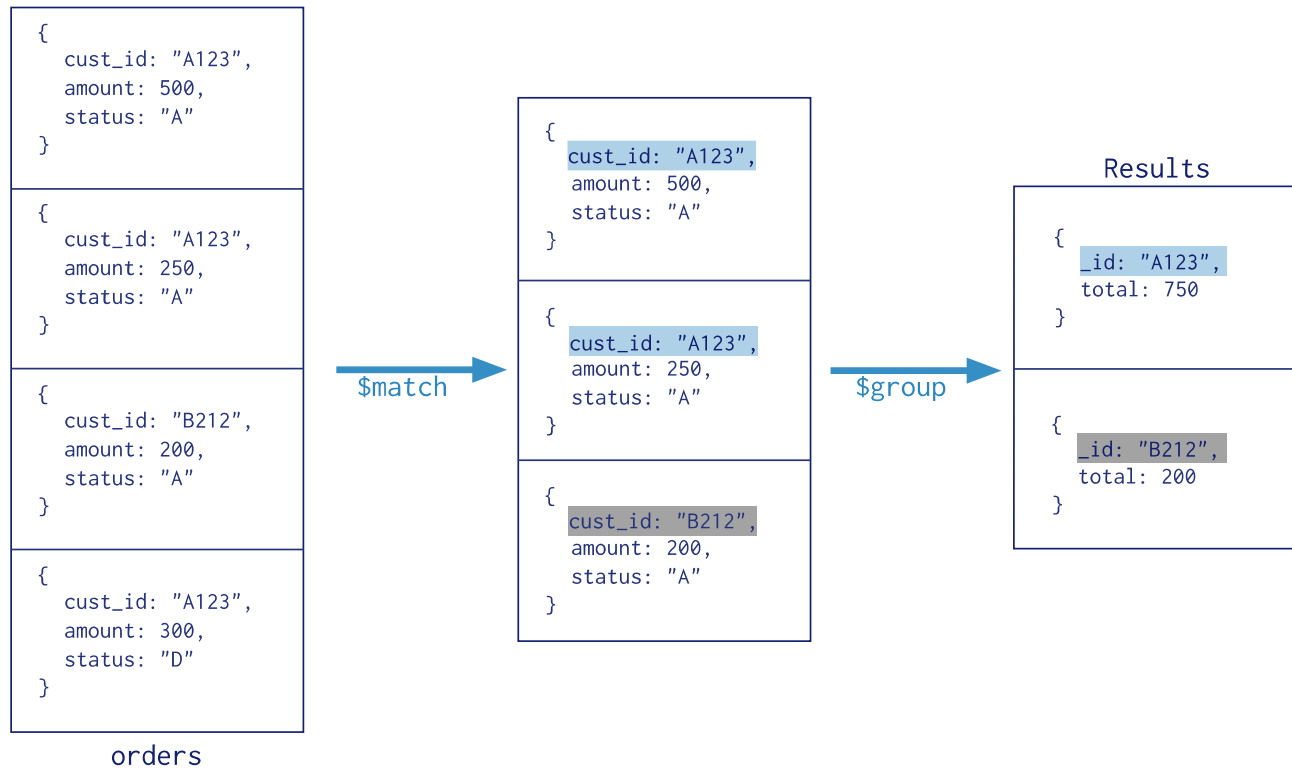 {
cust_id: "A123",
amount: 500,
status: "A"
}
{
cust_id: "A123",
amount: 250,
status: "A"
}
{
cust_id: "B212",
amount: 200,
status: "A"
}
{
cust_id: "A123",
amount: 300,
status: "D"
}
orders
$match
{
cust_id: "A123",
amount: 500,
status: "A"
}
{
cust_id: "A123",
amount: 250,
status: "A"
}
{
cust_id: "B212",
amount: 200,
status: "A"
}
$group
Results
{
_id: "A123",
total: 750
}
{
_id: "B212",
total: 200
}